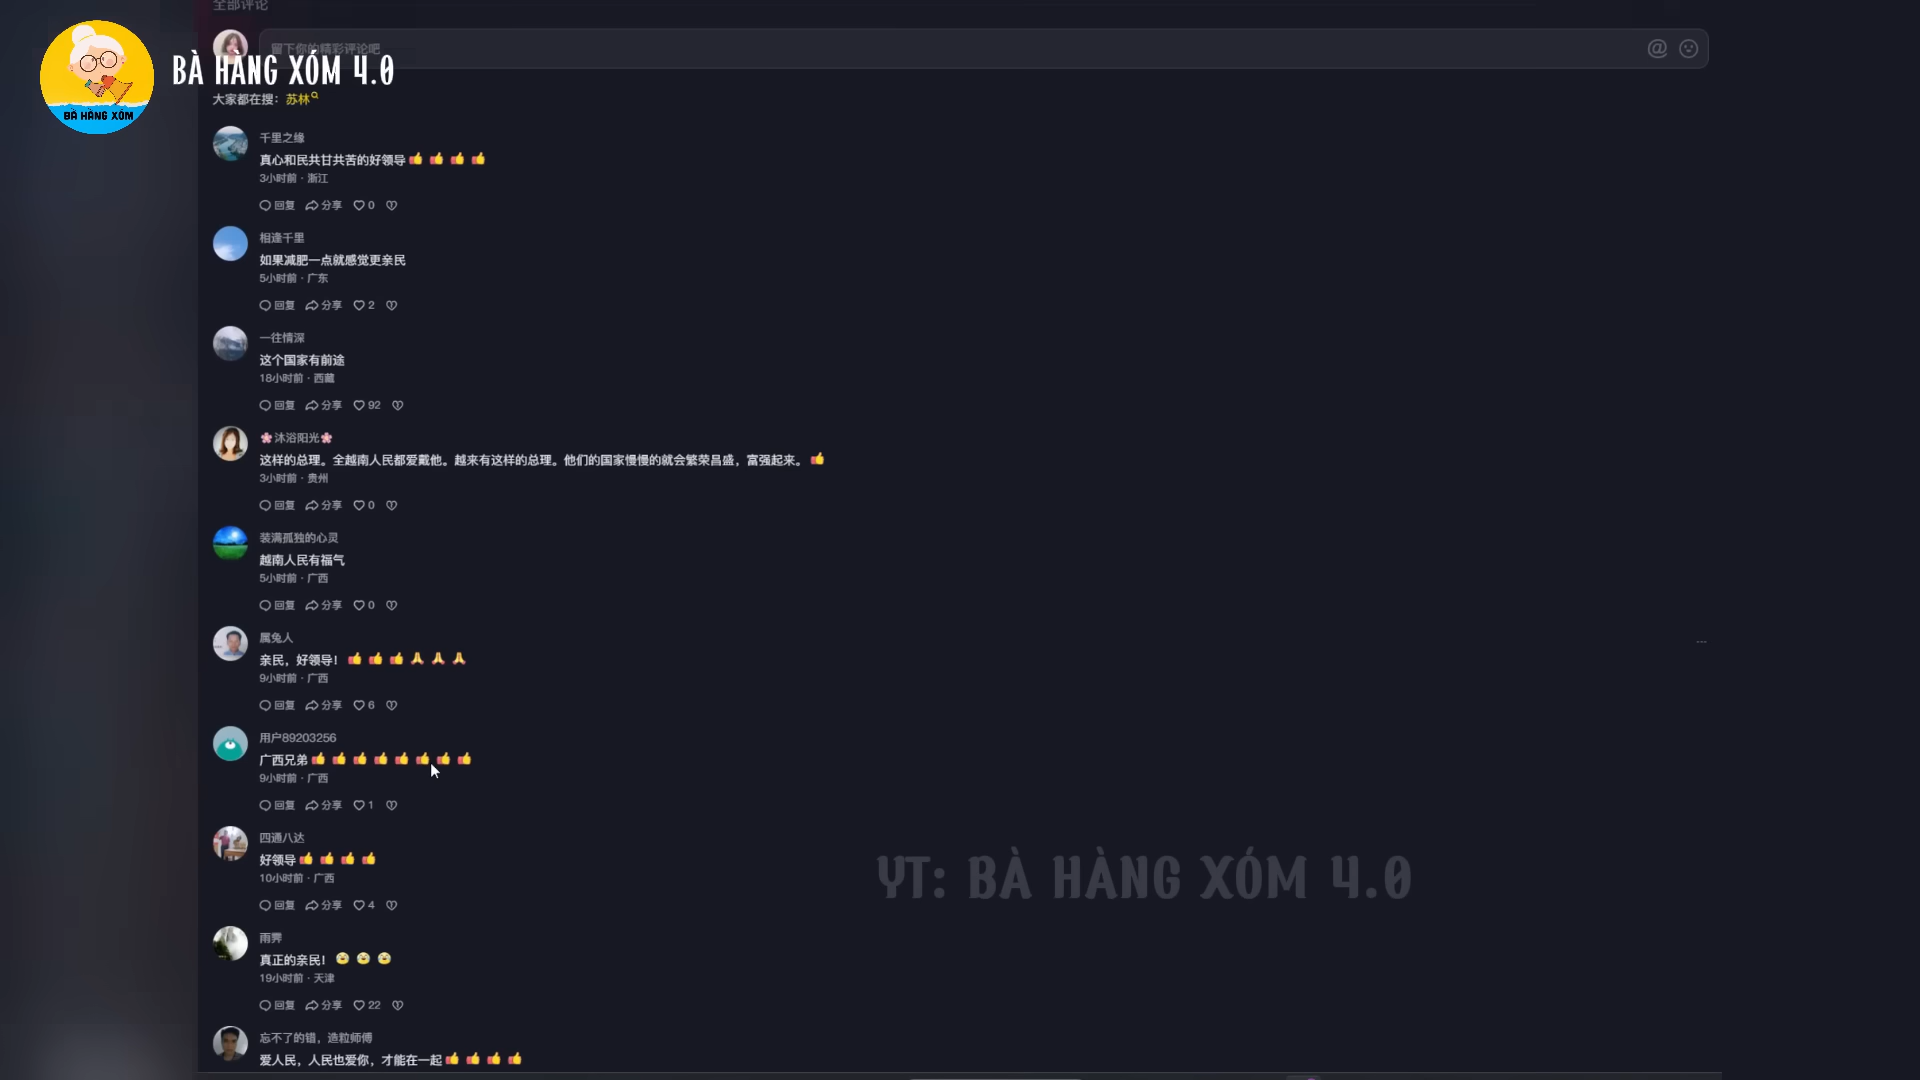 全部评论
留下你的精彩评论吧
BÀ HÀNG XÓM 4.0
BÀ HÀNG XÓM
大家都在搜：苏林
千里之缘
真心和民共甘共苦的好领导👍👍👍👍
3小时前 · 浙江
回复 分享 0
相逢千里
如果减肥一点就感觉更亲民
5小时前 · 广东
回复 分享 2
一往情深
这个国家有前途
18小时前 · 西藏
回复 分享 92
🌸沐浴阳光🌸
这样的总理。全越南人民都爱戴他。越来有这样的总理。他们的国家慢慢的就会繁荣昌盛，富强起来。👍
3小时前 · 贵州
回复 分享 0
装满孤独的心灵
越南人民有福气
5小时前 · 广西
回复 分享 0
属兔人
亲民，好领导！👍👍👍🙏🙏🙏
9小时前 · 广西
回复 分享 6
用户89203256
广西兄弟👍👍👍👍👍👍👍👍
9小时前 · 广西
回复 分享 1
四通八达
好领导👍👍👍👍
10小时前 · 广西
回复 分享 4
YT: BÀ HÀNG XÓM 4.0
雨霁
真正的亲民！
19小时前 · 天津
回复 分享 22
忘不了的错，造粒师傅
爱人民，人民也爱你，才能在一起👍👍👍👍